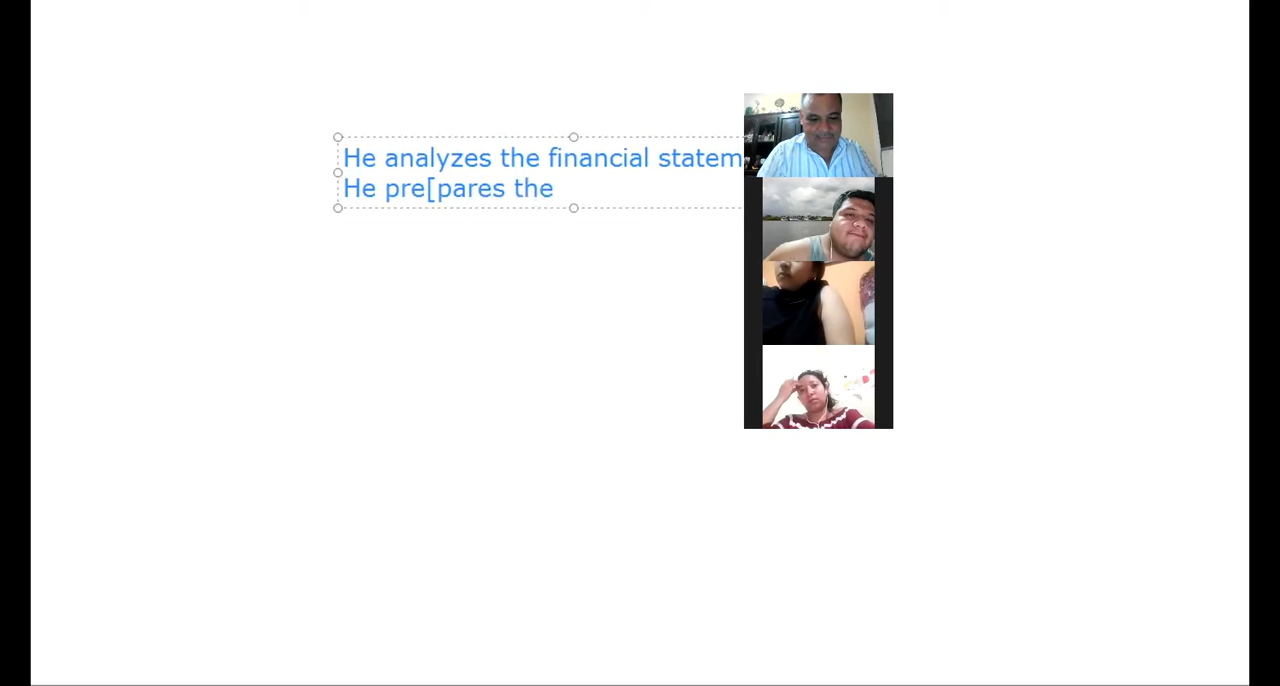 He analyzes the financial statem
He pre[pares the